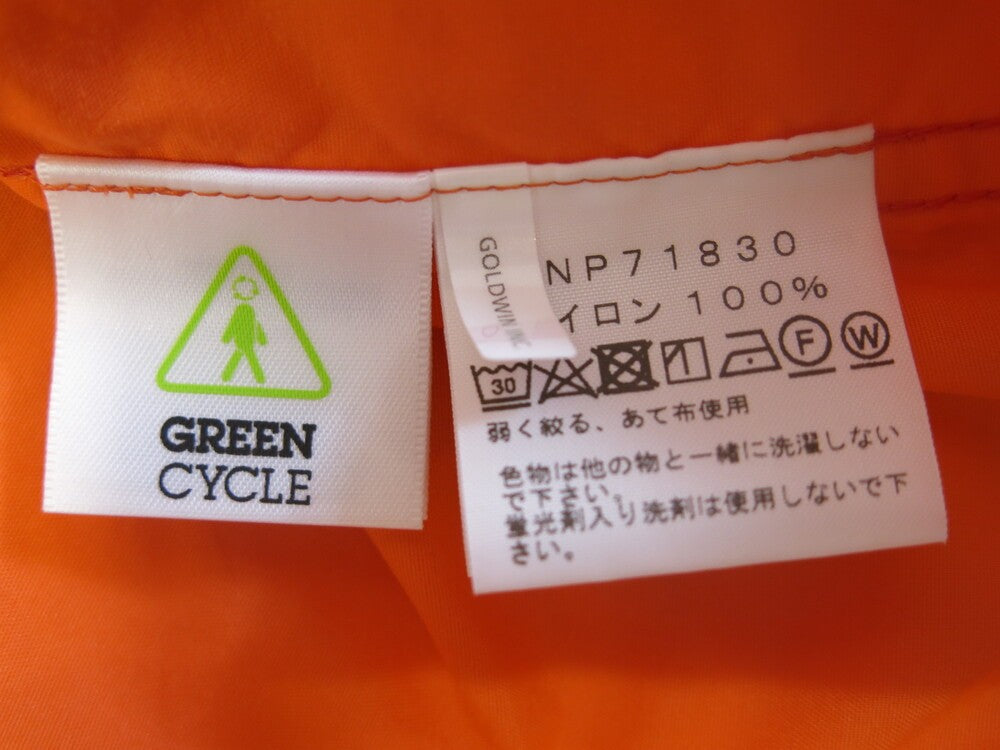 GREEN
CYCLE
GOLDWIN INC
NP71830
イロン 100%
30
F
W
弱く絞る、あて布使用
色物は他の物と一緒に洗濯しない
で下さい。
蛍光剤入り洗剤は使用しないで下
さい。